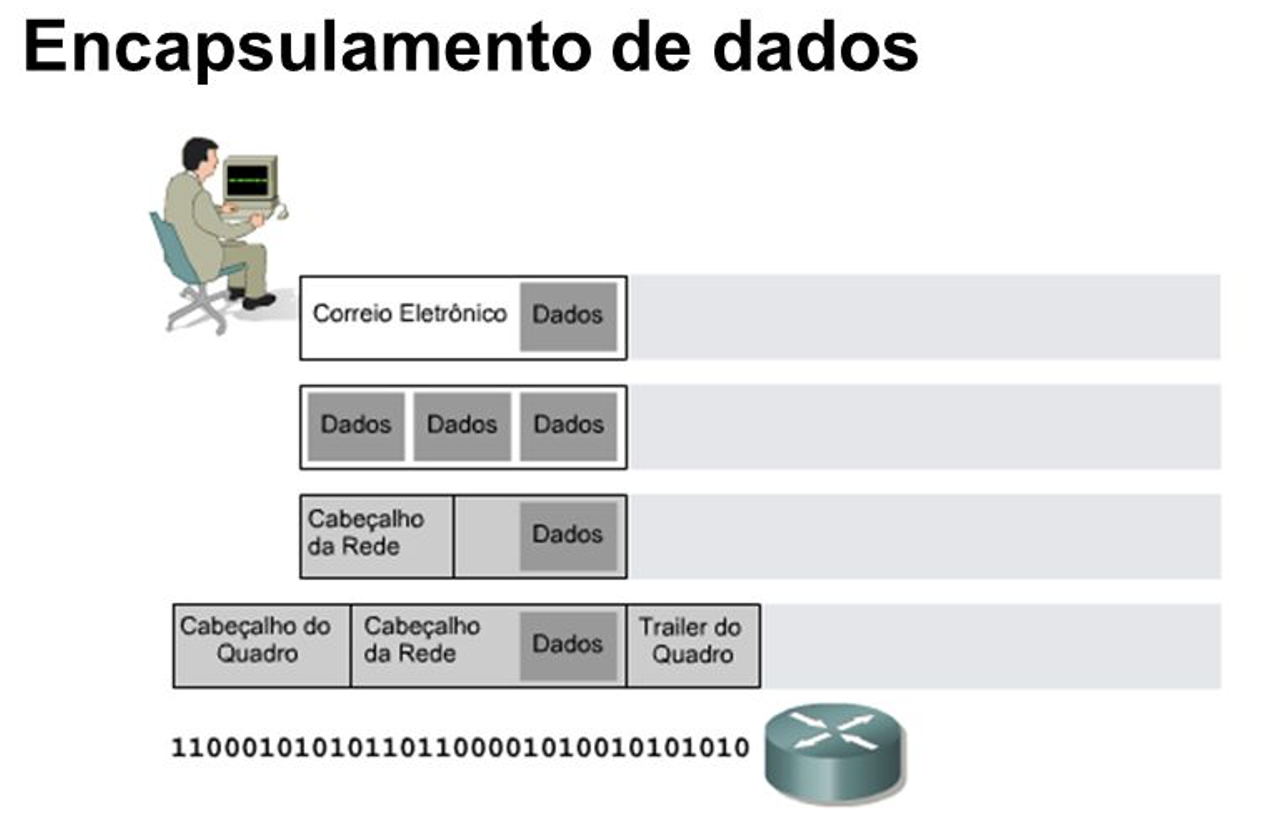 Encapsulamento de dados
Correio Eletrônico Dados
Dados Dados Dados
Cabeçalho
da Rede
Dados
Cabeçalho do
Quadro
Cabeçalho
da Rede
Dados
Trailer do
Quadro
110001010101101100001010010101010